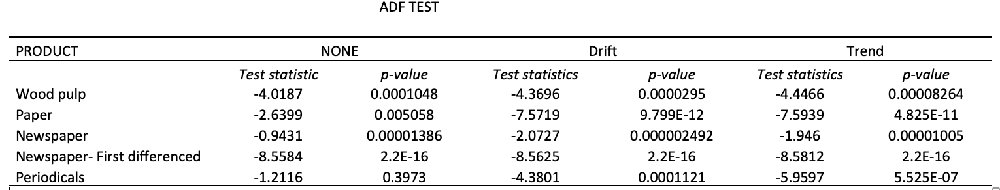 ADF TEST
PRODUCT NONE Drift Trend
Test statistic p-value Test statistics p-value Test statistics p-value
Wood pulp -4.0187 0.0001048 -4.3696 0.0000295 -4.4466 0.00008264
Paper -2.6399 0.005058 -7.5719 9.799E-12 -7.5939 4.825E-11
Newspaper -0.9431 0.00001386 -2.0727 0.000002492 -1.946 0.00001005
Newspaper- First differenced -8.5584 2.2E-16 -8.5625 2.2E-16 -8.5812 2.2E-16
Periodicals -1.2116 0.3973 -4.3801 0.0001121 -5.9597 5.525E-07